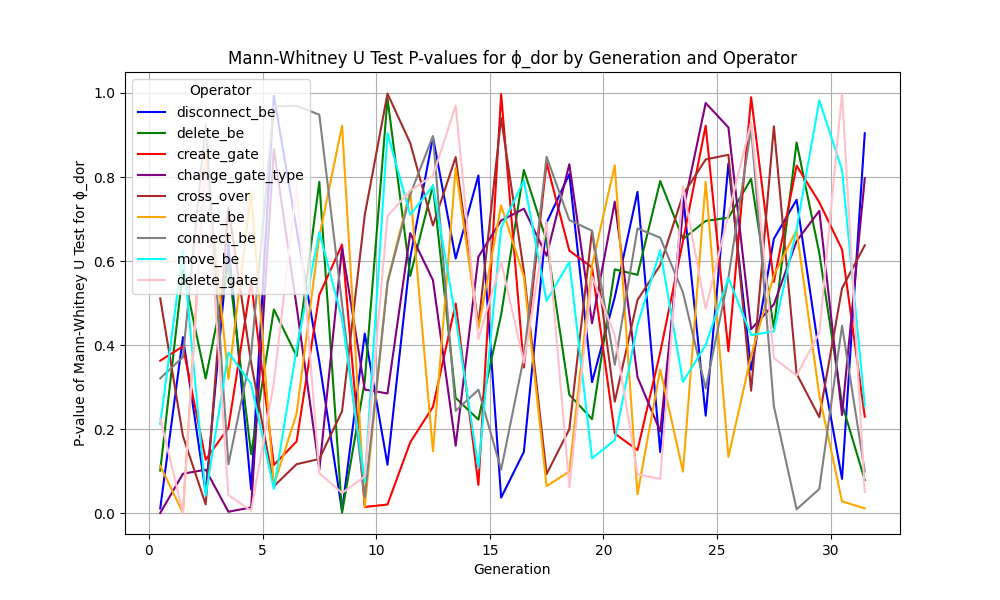 Mann-Whitney U Test P-values for ϕ_dor by Generation and Operator
P-value of Mann-Whitney U Test for ϕ_dor
1.0
0.8
0.6
0.4
0.2
0.0
Operator
disconnect_be
delete_be
create_gate
change_gate_type
cross_over
create_be
connect_be
move_be
delete_gate
0 5 10 15 20 25 30
Generation